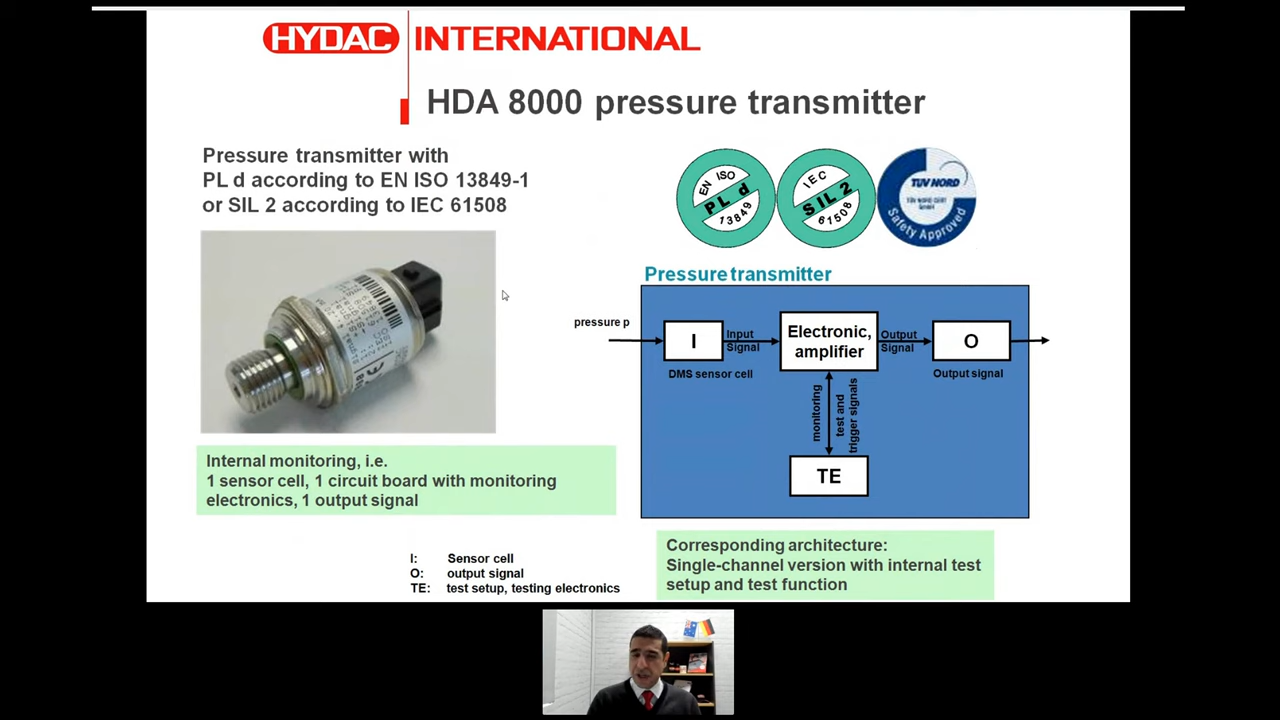 HYDAC INTERNATIONAL
HDA 8000 pressure transmitter
Pressure transmitter with
PL d according to EN ISO 13849-1
or SIL 2 according to IEC 61508
EN ISO
PL d
13849
IEC
SIL 2
61508
TÜV NORD
TÜV NORD CERT
GmbH
Safety Approved
Pressure transmitter
pressure p
I
Input
Signal
Electronic,
amplifier
Output
Signal
O
DMS sensor cell
Output signal
monitoring
test and
trigger signals
TE
Internal monitoring, i.e.
1 sensor cell, 1 circuit board with monitoring
electronics, 1 output signal
I: Sensor cell
O: output signal
TE: test setup, testing electronics
Corresponding architecture:
Single-channel version with internal test
setup and test function